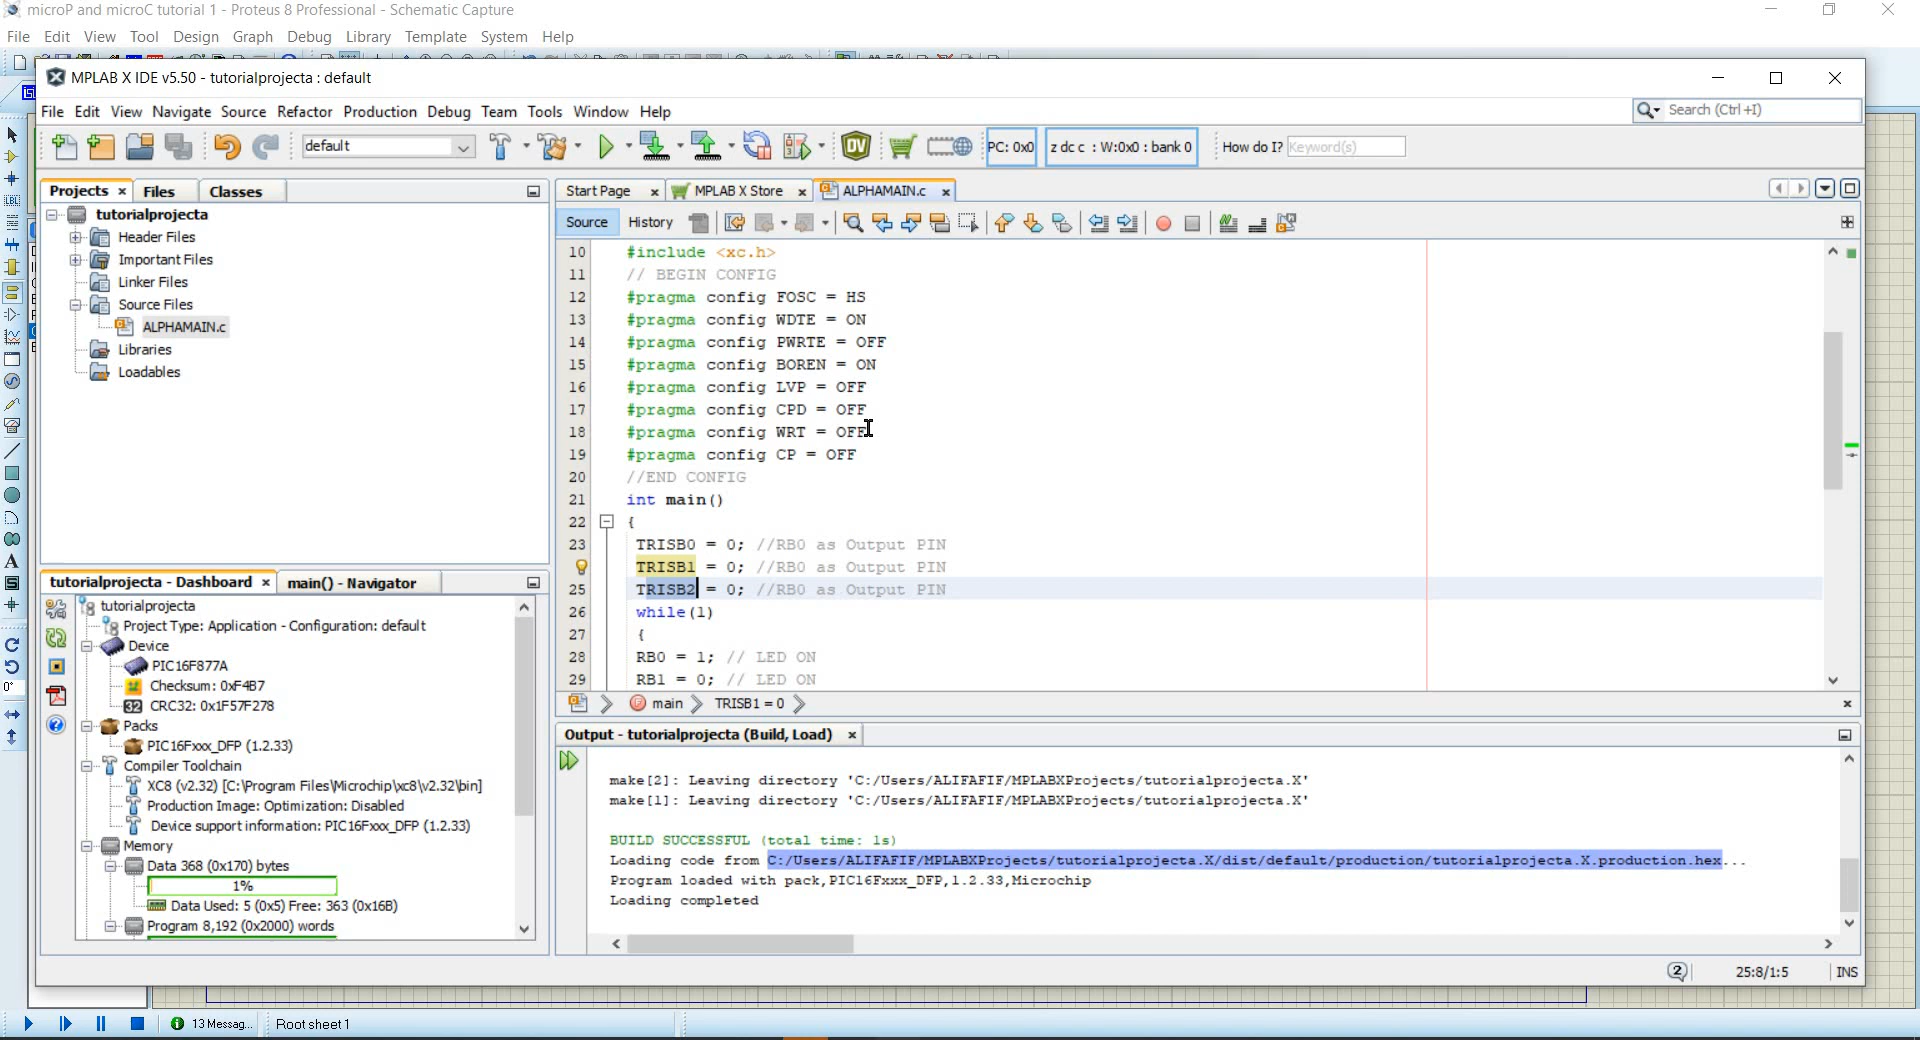 microP and microC tutorial 1 - Proteus 8 Professional - Schematic Capture
File Edit View Tool Design Graph Debug Library Template System Help
MPLAB X IDE v5.50 - tutorialprojecta : default
File Edit View Navigate Source Refactor Production Debug Team Tools Window Help
Search (Ctrl+I)
default
PC: 0x0
z dc c : W:0x0 : bank 0
How do I? Keyword(s)
Projects
Files
Classes
tutorialprojecta
Header Files
Important Files
Linker Files
Source Files
ALPHAMAIN.c
Libraries
Loadables
Start Page
MPLAB X Store
ALPHAMAIN.c
Source
History
10 #include <xc.h>
11 // BEGIN CONFIG
12 #pragma config FOSC = HS
13 #pragma config WDTE = ON
14 #pragma config PWRTE = OFF
15 #pragma config BOREN = ON
16 #pragma config LVP = OFF
17 #pragma config CPD = OFF
18 #pragma config WRT = OFF
19 #pragma config CP = OFF
20 //END CONFIG
21 int main()
22 {
23 TRISB0 = 0; //RB0 as Output PIN
TRISB1 = 0; //RB0 as Output PIN
25 TRISB2 = 0; //RB0 as Output PIN
26 while(1)
27 {
28 RB0 = 1; // LED ON
29 RB1 = 0; // LED ON
main
TRISB1 = 0
tutorialprojecta - Dashboard
main() - Navigator
tutorialprojecta
Project Type: Application - Configuration: default
Device
PIC16F877A
Checksum: 0xF4B7
32 CRC32: 0x1F57F278
Packs
PIC16Fxxx_DFP (1.2.33)
Compiler Toolchain
XC8 (v2.32) [C:\Program Files\Microchip\xc8\v2.32\bin]
Production Image: Optimization: Disabled
Device support information: PIC16Fxxx_DFP (1.2.33)
Memory
Data 368 (0x170) bytes
1%
Data Used: 5 (0x5) Free: 363 (0x16B)
Program 8,192 (0x2000) words
Output - tutorialprojecta (Build, Load)
make[2]: Leaving directory 'C:/Users/ALIFAFIF/MPLABXProjects/tutorialprojecta.X'
make[1]: Leaving directory 'C:/Users/ALIFAFIF/MPLABXProjects/tutorialprojecta.X'
BUILD SUCCESSFUL (total time: 1s)
Loading code from C:/Users/ALIFAFIF/MPLABXProjects/tutorialprojecta.X/dist/default/production/tutorialprojecta.X.production.hex...
Program loaded with pack,PIC16Fxxx_DFP,1.2.33,Microchip
Loading completed
2
25:8/1:5
INS
13 Messag...
Root sheet 1